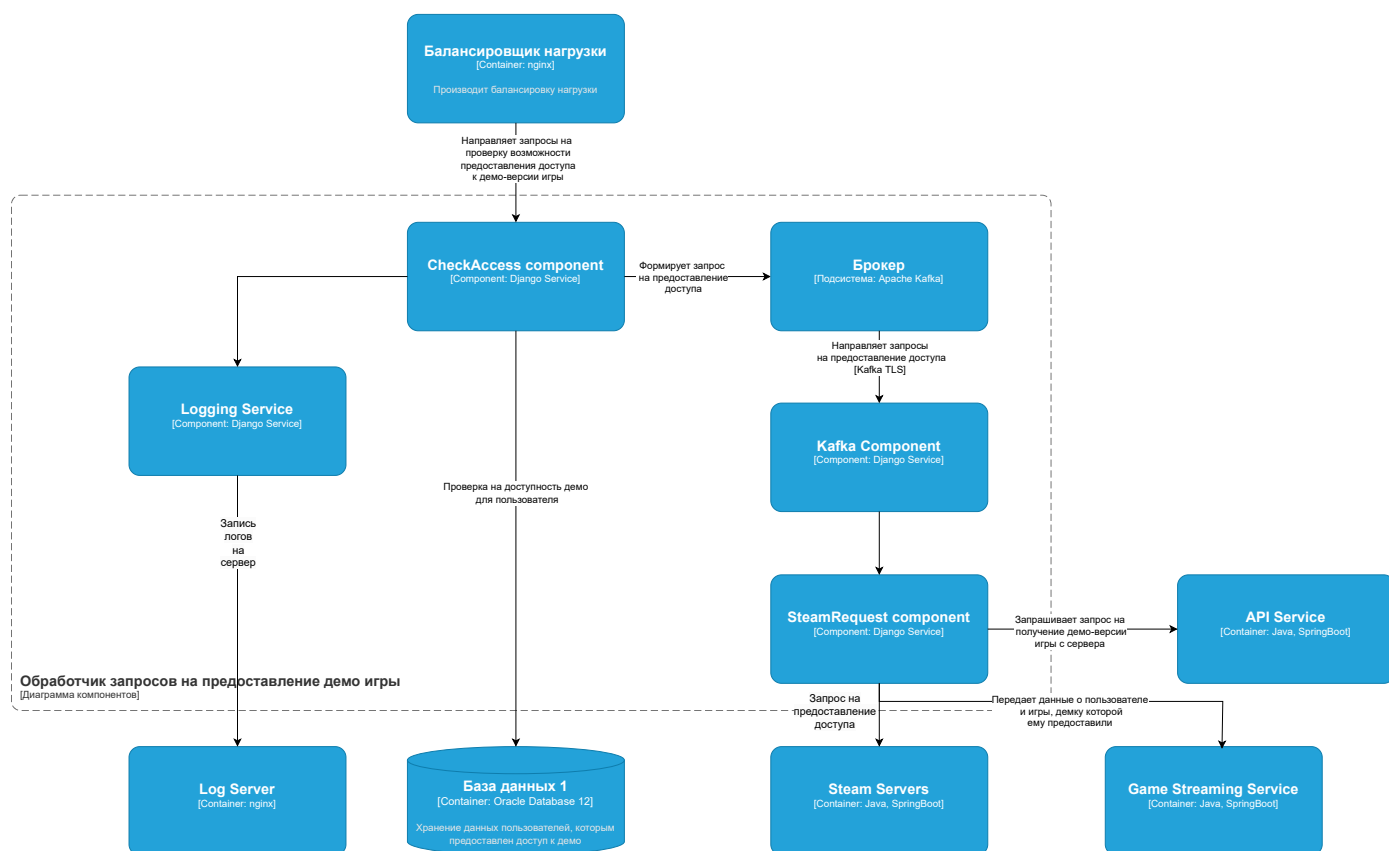 Балансировщик нагрузки
[Container: nginx]
Производит балансировку нагрузки
Направляет запросы на
проверку возможности
предоставления доступа
к демо-версии игры
CheckAccess component
[Component: Django Service]
Формирует запрос
на предоставление
доступа
Брокер
[Подсистема: Apache Kafka]
Направляет запросы
на предоставление доступа
[Kafka TLS]
Logging Service
[Component: Django Service]
Kafka Component
[Component: Django Service]
Проверка на доступность демо
для пользователя
Запись
логов
на
сервер
SteamRequest component
[Component: Django Service]
Запрашивает запрос на
получение демо-версии
игры с сервера
API Service
[Container: Java, SpringBoot]
Обработчик запросов на предоставление демо игры
[Диаграмма компонентов]
Запрос на
предоставление
доступа
Передает данные о пользователе
и игры, демку которой
ему предоставили
Log Server
[Container: nginx]
База данных 1
[Container: Oracle Database 12]
Хранение данных пользователей, которым
предоставлен доступ к демо
Steam Servers
[Container: Java, SpringBoot]
Game Streaming Service
[Container: Java, SpringBoot]